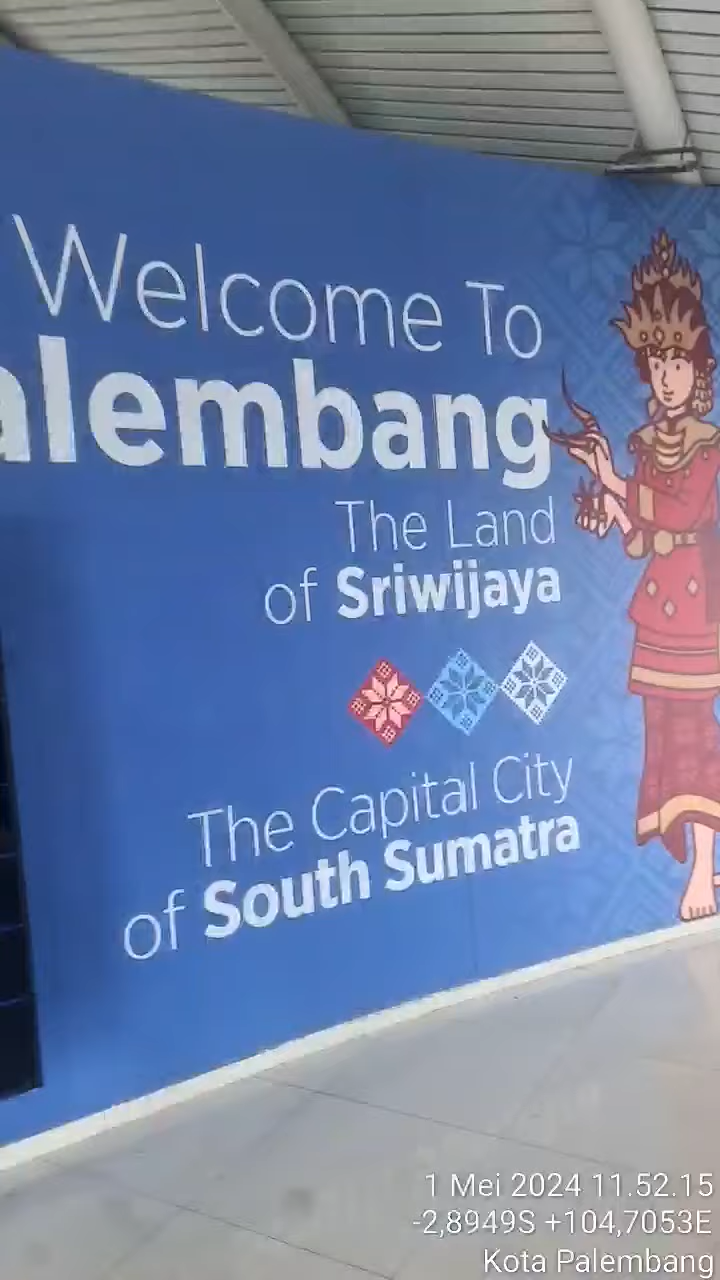 Welcome To
alembang
The Land
of Sriwijaya
The Capital City
of South Sumatra
1 Mei 2024 11.52.15
-2,8949S +104,7053E
Kota Palembang